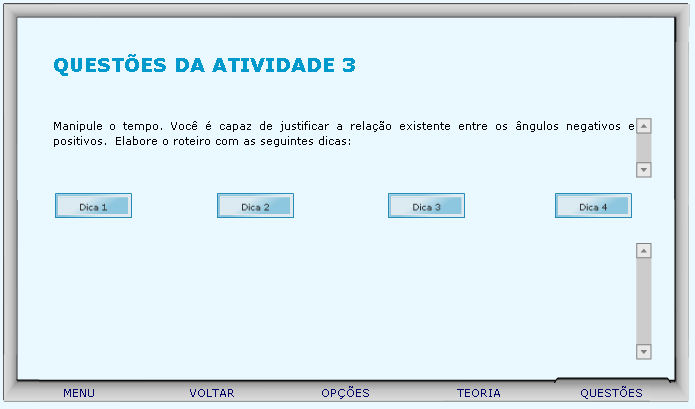 QUESTÕES DA ATIVIDADE 3
Manipule o tempo. Você é capaz de justificar a relação existente entre os ângulos negativos e
positivos. Elabore o roteiro com as seguintes dicas:
Dica 1 Dica 2 Dica 3 Dica 4
MENU VOLTAR OPÇÕES TEORIA QUESTÕES